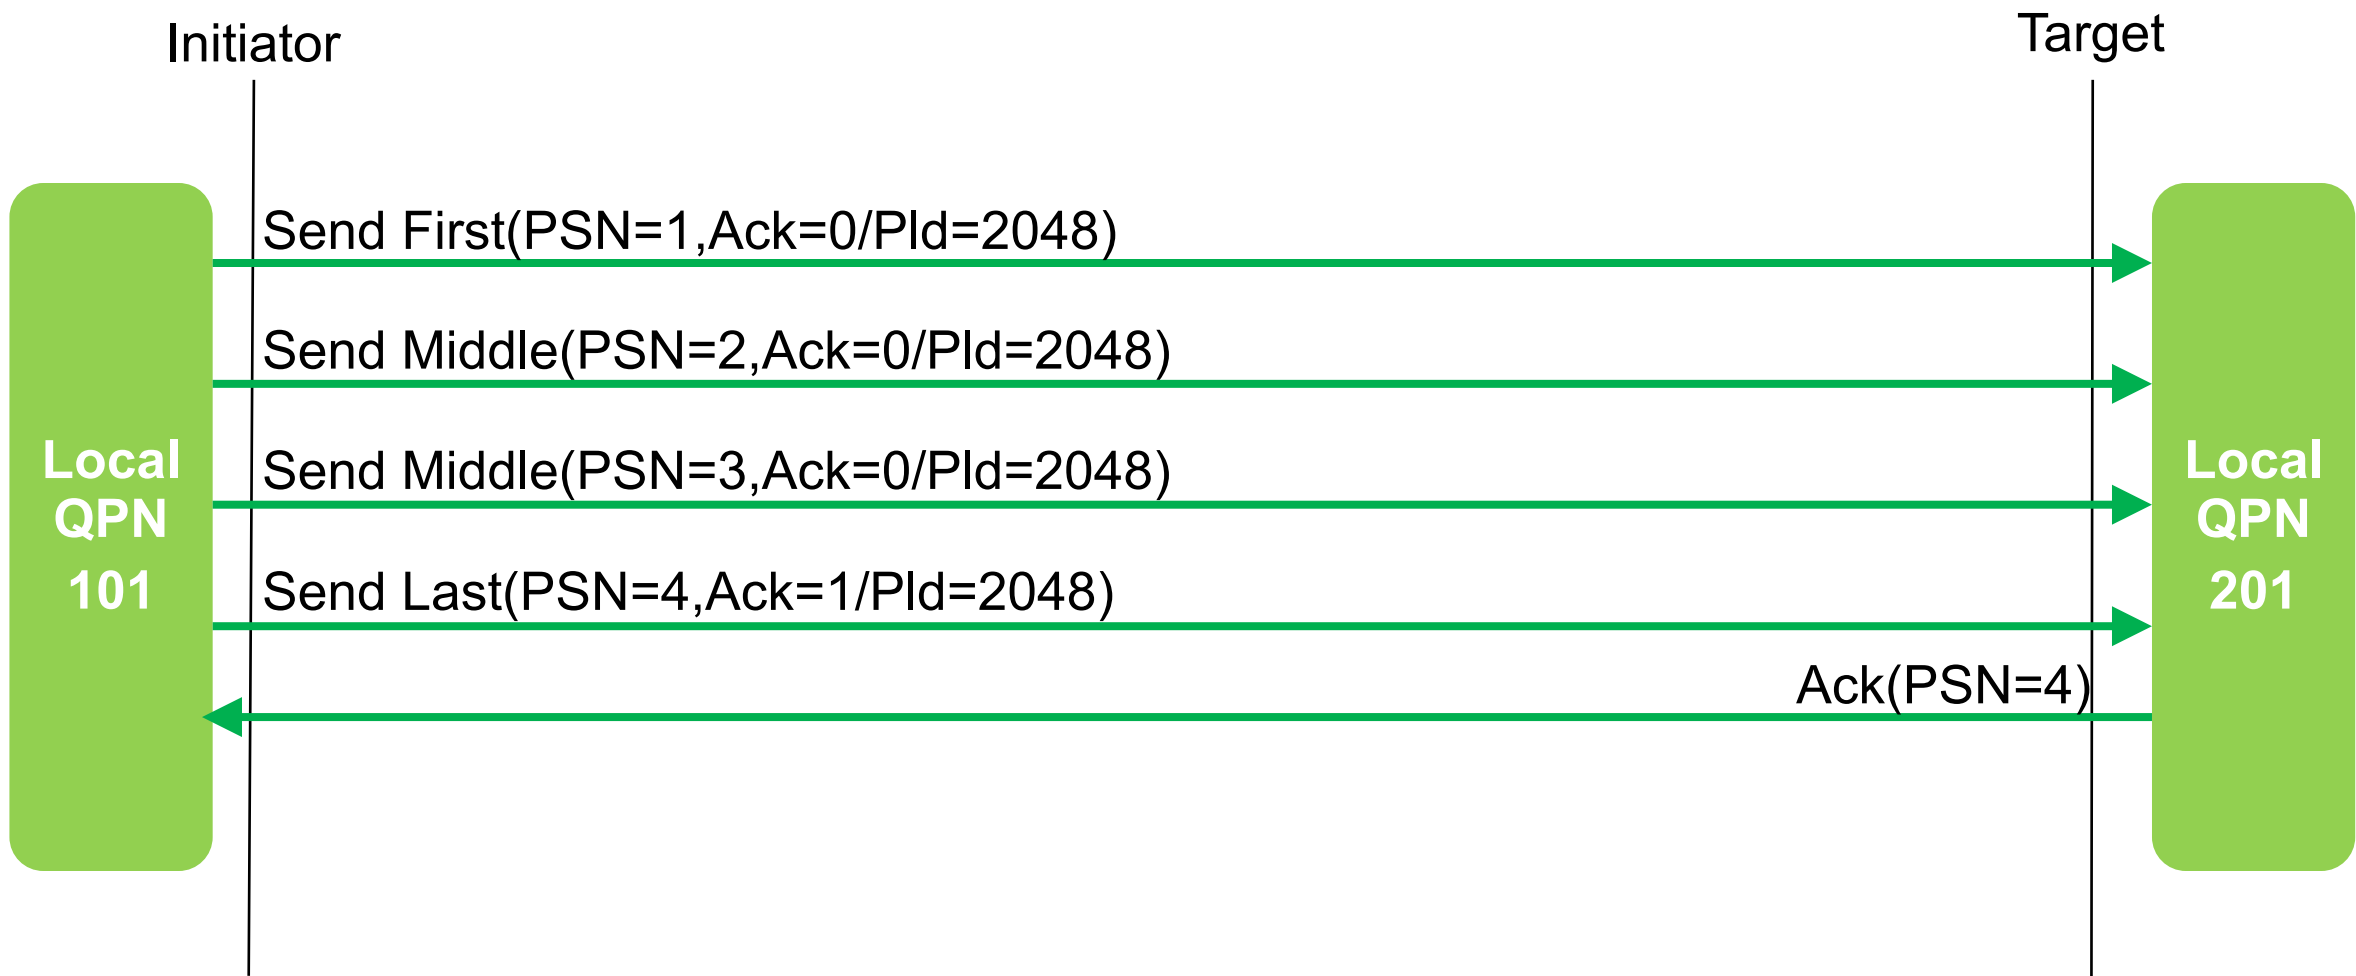 Initiator
Target
Send First(PSN=1,Ack=0/Pld=2048)
Send Middle(PSN=2,Ack=0/Pld=2048)
Send Middle(PSN=3,Ack=0/Pld=2048)
Send Last(PSN=4,Ack=1/Pld=2048)
Ack(PSN=4)
Local
QPN
101
Local
QPN
201